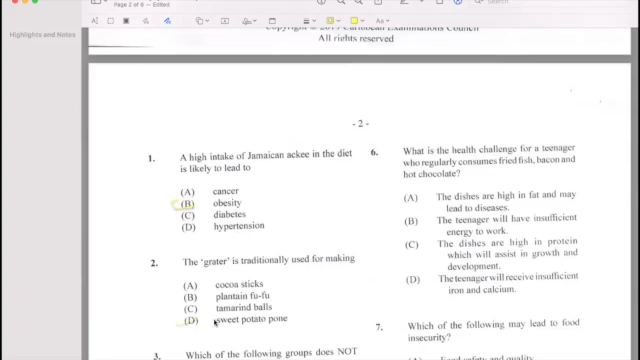 Page 2 of 6 – Edited
Aa
Highlights and Notes
All rights reserved
- 2 -
1. A high intake of Jamaican ackee in the diet
is likely to lead to
(A) cancer
(B) obesity
(C) diabetes
(D) hypertension
2. The 'grater' is traditionally used for making
(A) cocoa sticks
(B) plantain fu-fu
(C) tamarind balls
(D) sweet potato pone
3. Which of the following groups does NOT
6. What is the health challenge for a teenager
who regularly consumes fried fish, bacon and
hot chocolate?
(A) The dishes are high in fat and may
lead to diseases.
(B) The teenager will have insufficient
energy to work.
(C) The dishes are high in protein
which will assist in growth and
development.
(D) The teenager will receive insufficient
iron and calcium.
7. Which of the following may lead to food
insecurity?
(A) Food safety and quality